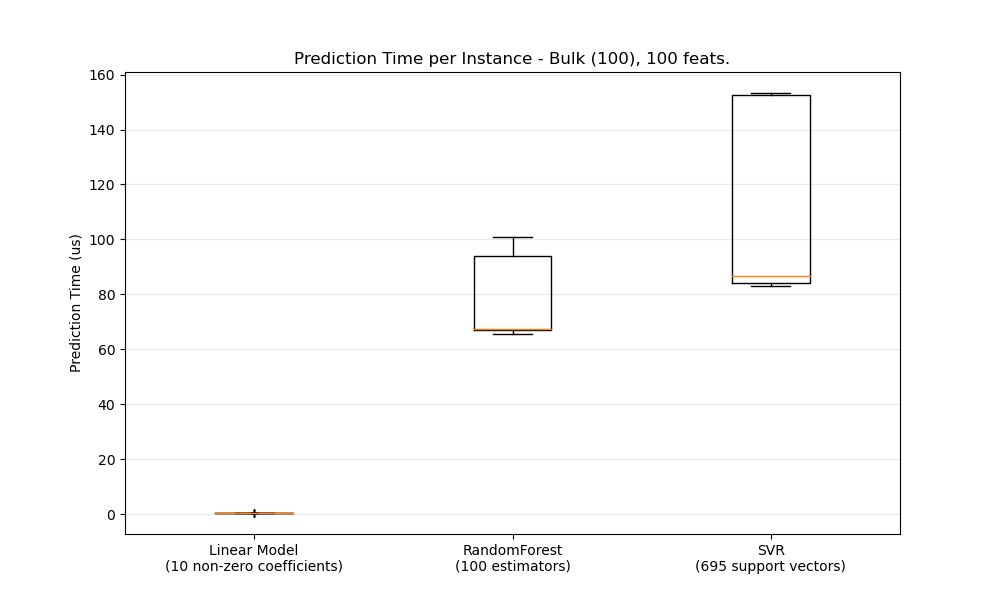 Prediction Time per Instance - Bulk (100), 100 feats.
160
140
120
100
80
60
40
20
0
Prediction Time (us)
Linear Model
(10 non-zero coefficients)
RandomForest
(100 estimators)
SVR
(695 support vectors)